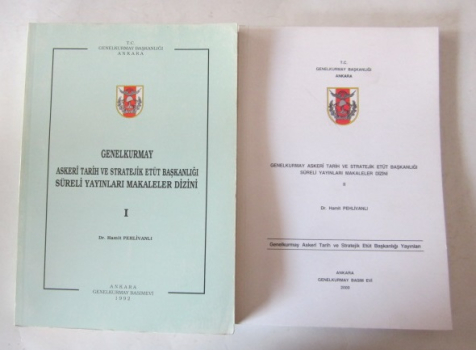 T.C.
GENELKURMAY BAŞKANLIĞI
ANKARA
GENELKURMAY
ASKERİ TARİH VE STRATEJİK ETÜT BAŞKANLIĞI
SÜRELİ YAYINLARI MAKALELER DİZİNİ
I
Dr. Hamit PEHLİVANLI
ANKARA
GENELKURMAY BASIMEVİ
T.C.
GENELKURMAY BAŞKANLIĞI
ANKARA
GENELKURMAY ASKERİ TARİH VE STRATEJİK ETÜT BAŞKANLIĞI
SÜRELİ YAYINLARI MAKALELER DİZİNİ
II
Dr. Hamit PEHLİVANLI
Genelkurmay Askeri Tarih ve Stratejik Etüt Başkanlığı Yayınları
ANKARA
GENELKURMAY BASIM EVİ